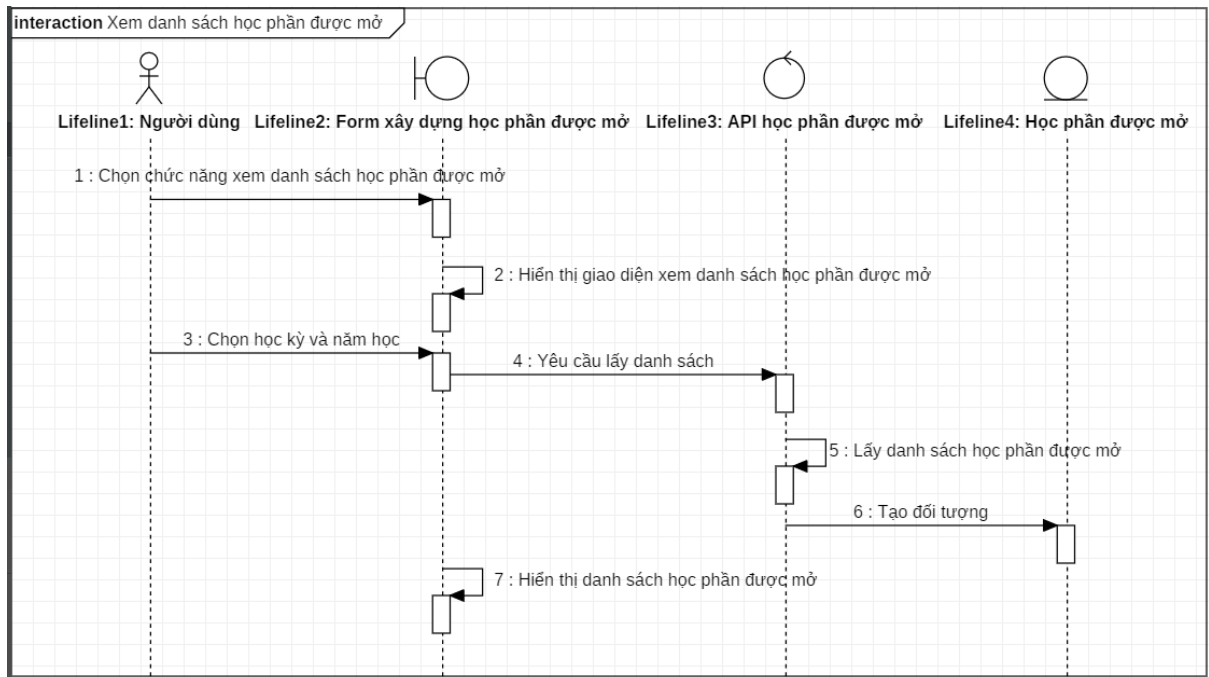 interaction Xem danh sách học phần được mở
Lifeline1: Người dùng
Lifeline2: Form xây dựng học phần được mở
Lifeline3: API học phần được mở
Lifeline4: Học phần được mở
1 : Chọn chức năng xem danh sách học phần được mở
2 : Hiển thị giao diện xem danh sách học phần được mở
3 : Chọn học kỳ và năm học
4 : Yêu cầu lấy danh sách
5 : Lấy danh sách học phần được mở
6 : Tạo đối tượng
7 : Hiển thị danh sách học phần được mở